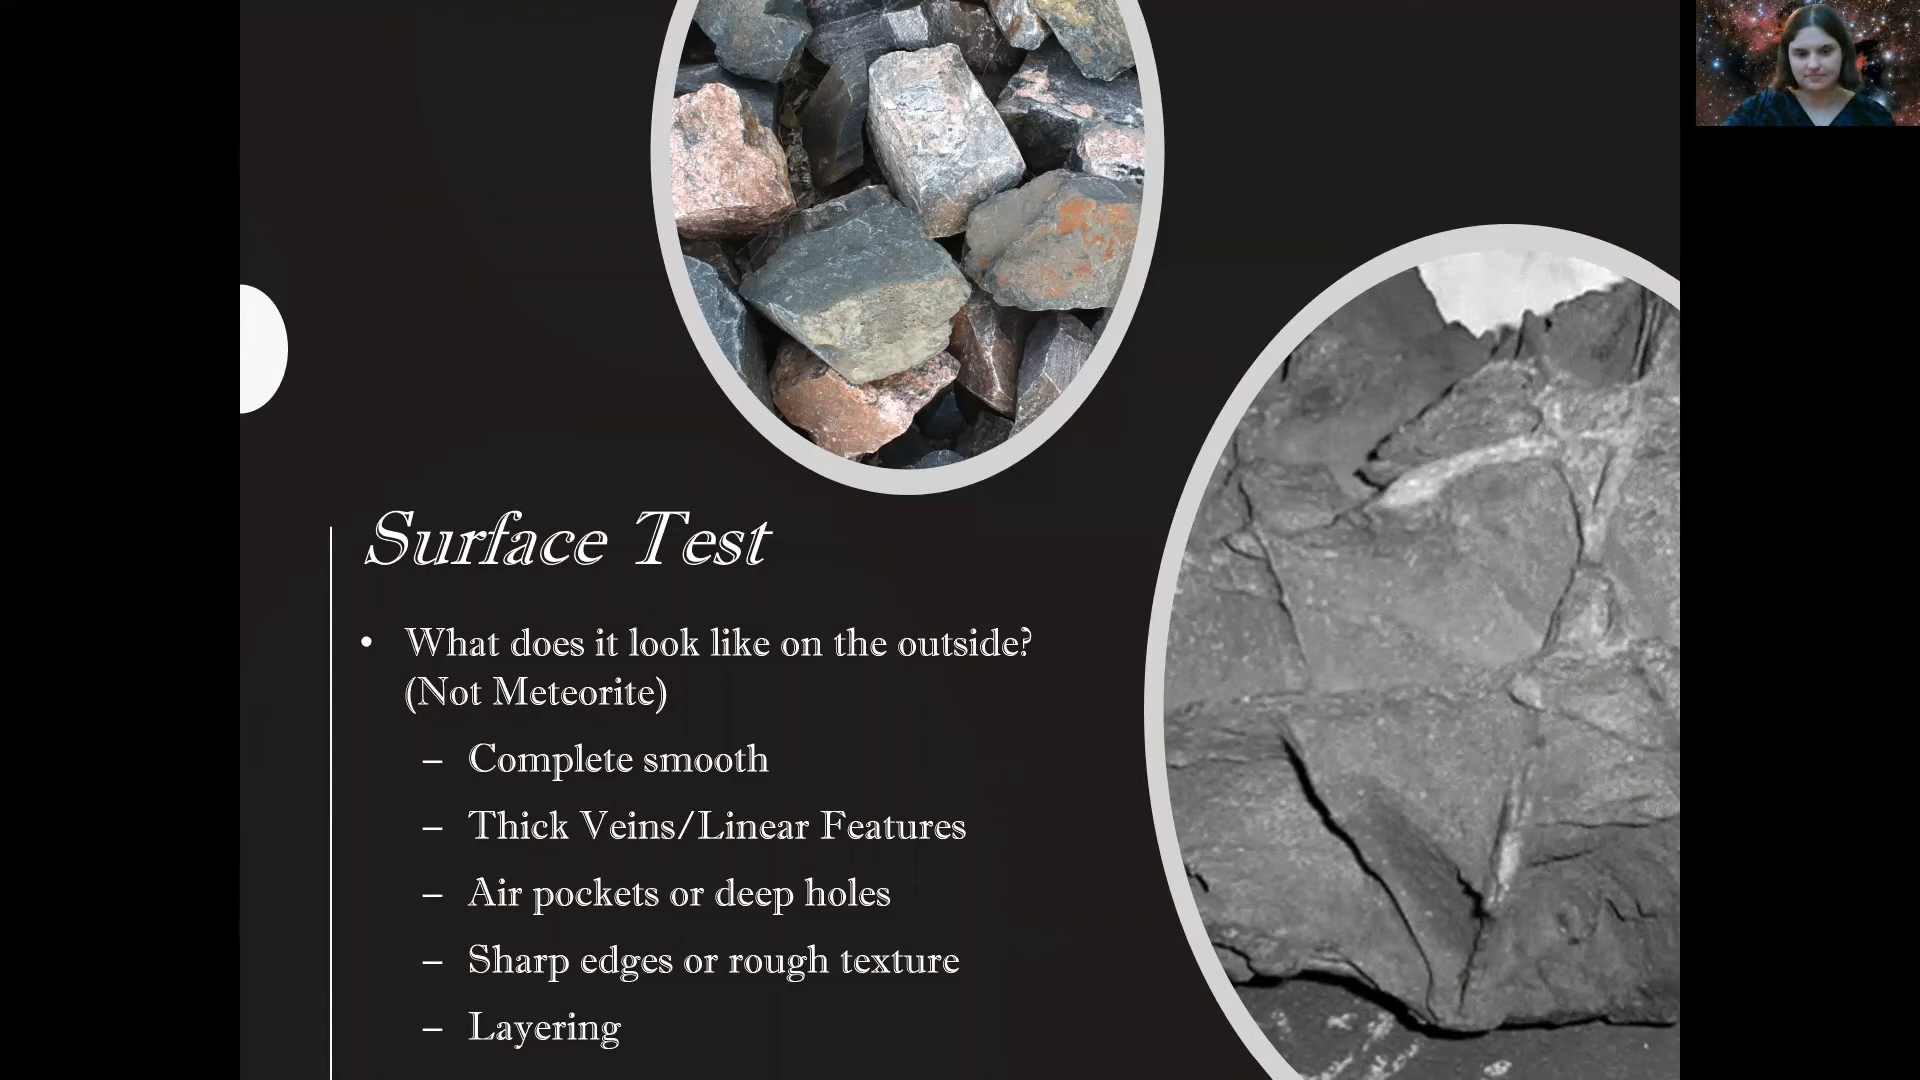 Surface Test
• What does it look like on the outside?
(Not Meteorite)
– Complete smooth
– Thick Veins/Linear Features
– Air pockets or deep holes
– Sharp edges or rough texture
– Layering